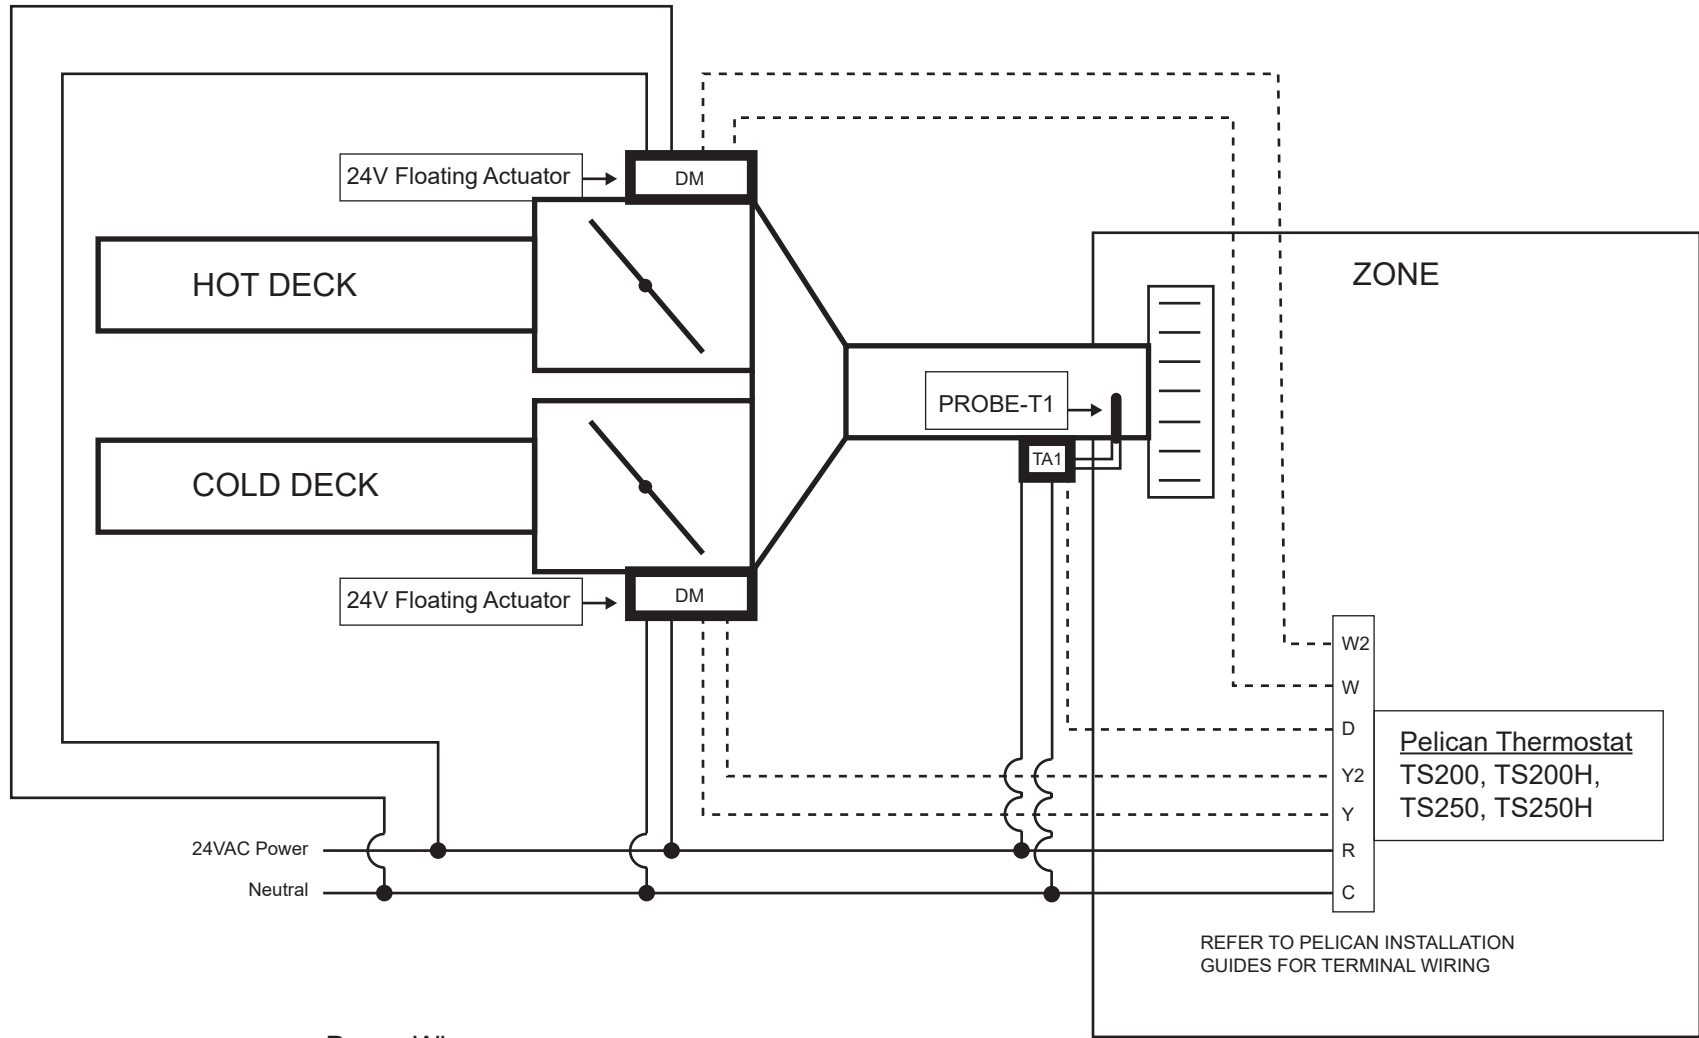 24V Floating Actuator
DM
HOT DECK
ZONE
PROBE-T1
TA1
COLD DECK
24V Floating Actuator
DM
W2
W
D
Y2
Y
R
C
Pelican Thermostat
TS200, TS200H,
TS250, TS250H
24VAC Power
Neutral
REFER TO PELICAN INSTALLATION
GUIDES FOR TERMINAL WIRING